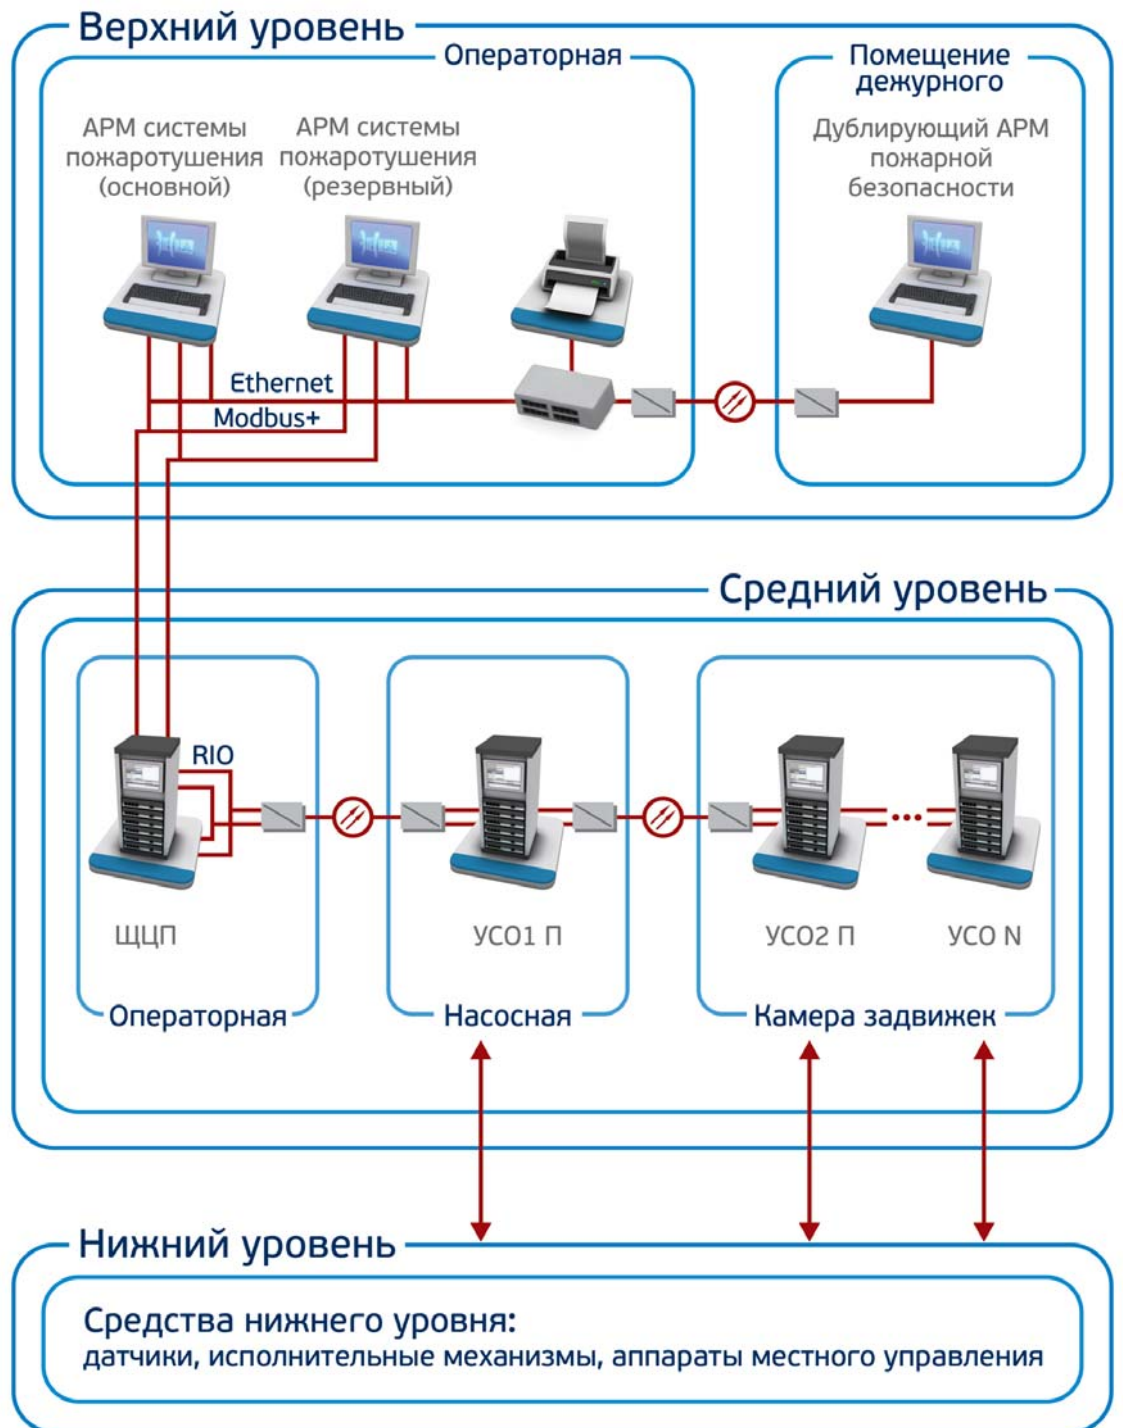 Верхний уровень
Операторная
Помещение
дежурного
АРМ системы
пожаротушения
(основной)
АРМ системы
пожаротушения
(резервный)
Дублирующий АРМ
пожарной
безопасности
Ethernet
Modbus+
Средний уровень
RIO
ЩЦП
УСО1 П
УСО2 П
УСО N
Операторная
Насосная
Камера задвижек
Нижний уровень
Средства нижнего уровня:
датчики, исполнительные механизмы, аппараты местного управления